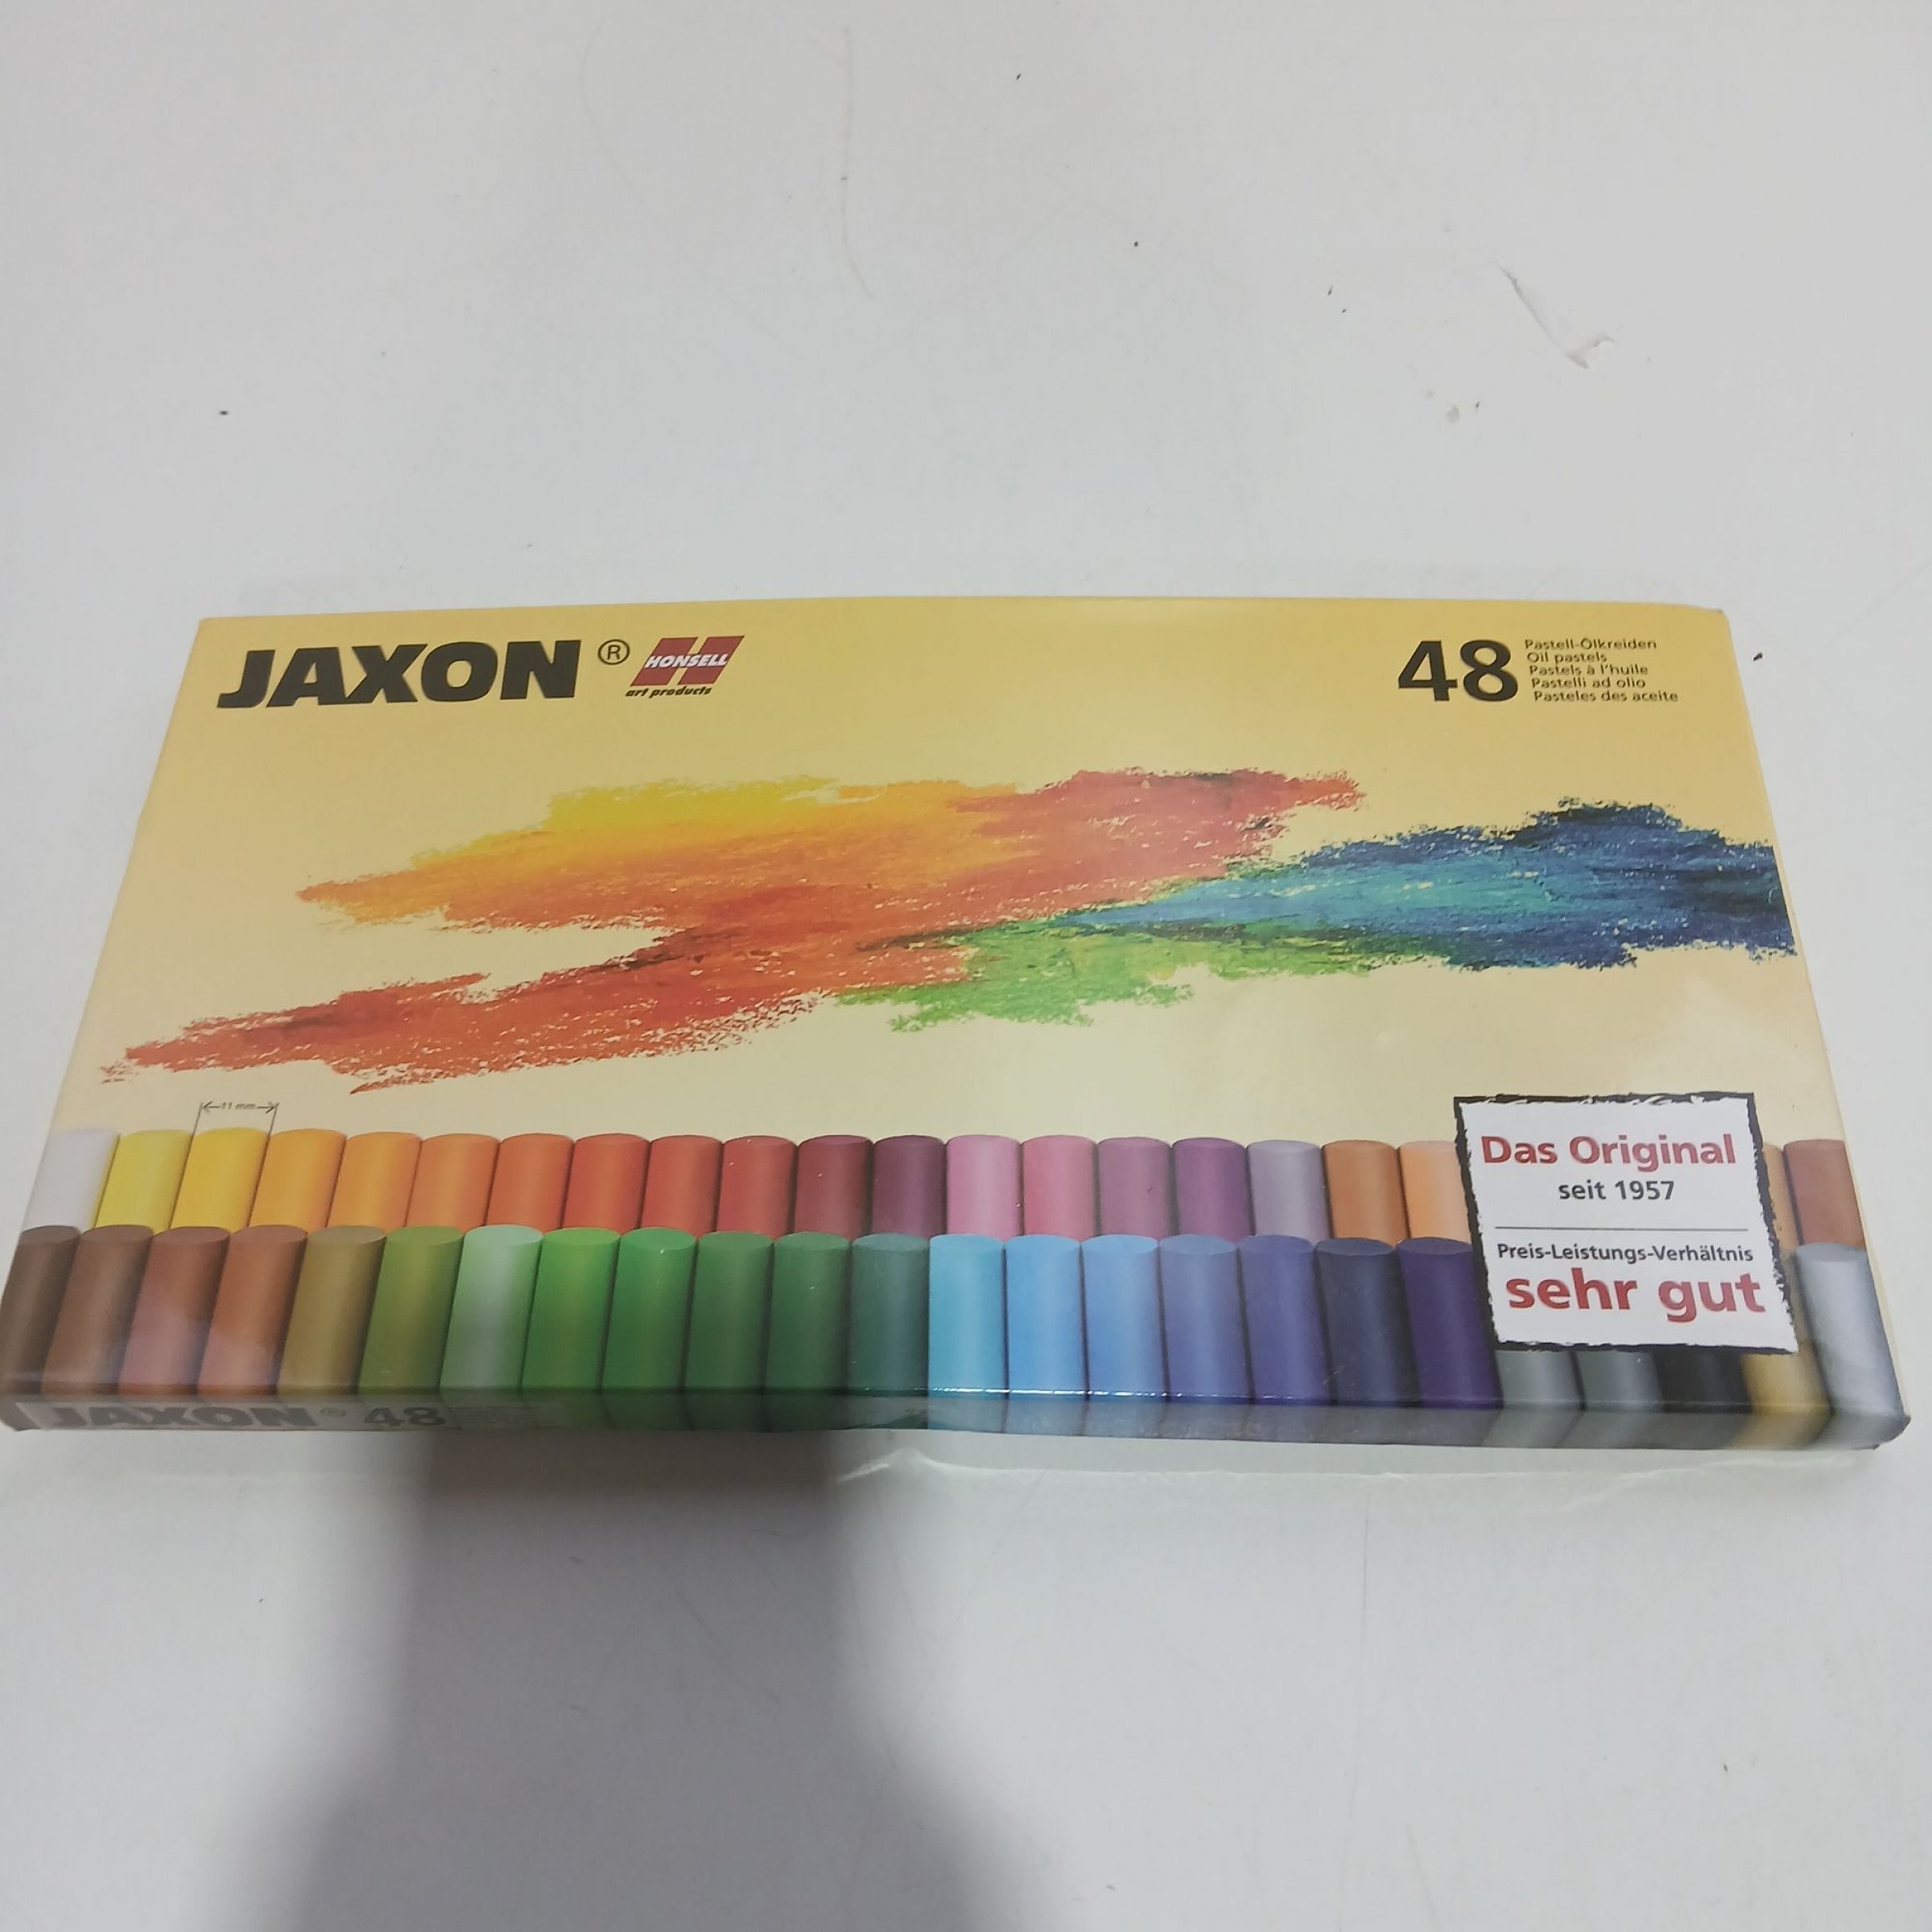 JAXON ®
HONSELL
art products
48
Pastell-Ölkreiden
Oil pastels
Pastels à l'huile
Pastelli ad olio
Pasteles des aceite
11 mm
Das Original
seit 1957
Preis-Leistungs-Verhältnis
sehr gut
JAXON ® 48